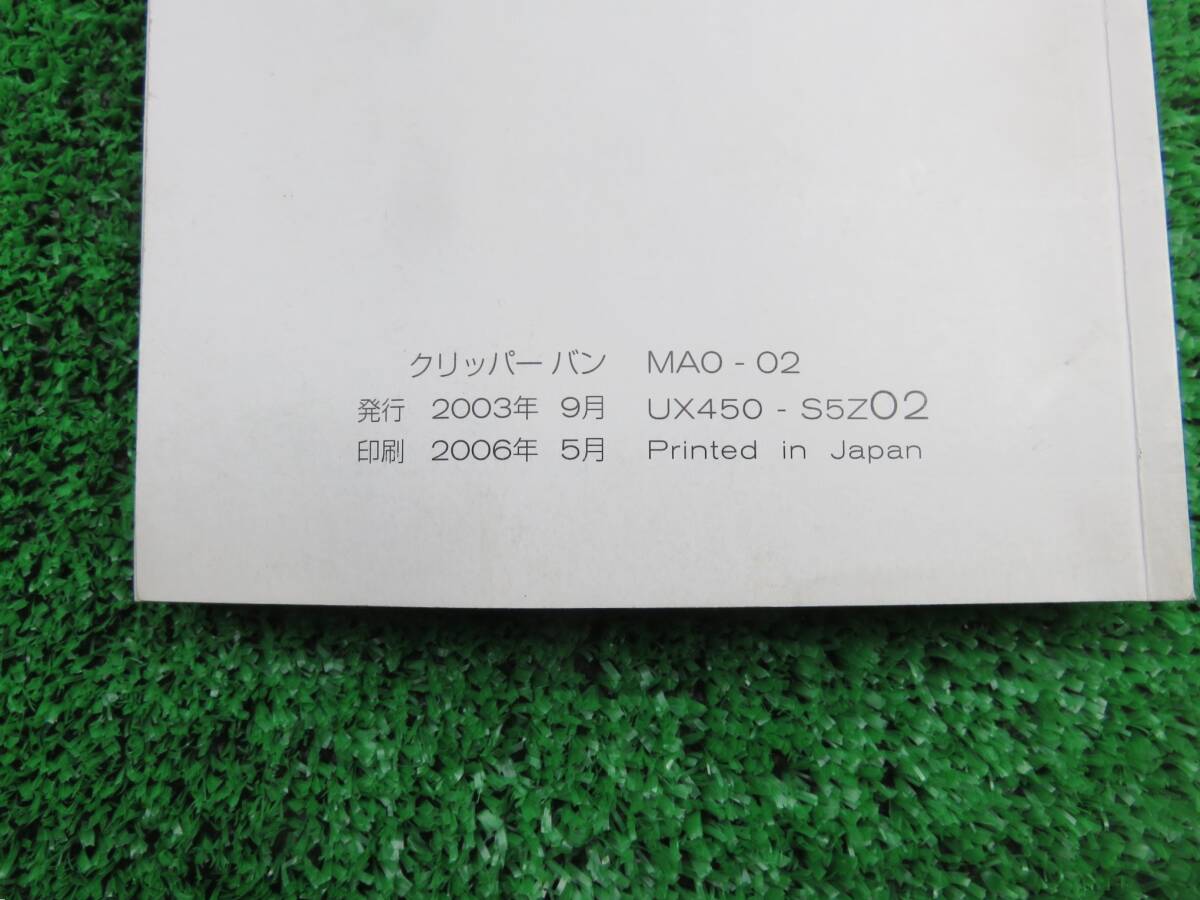 クリッパー バン MA0 - 02
発行 2003年 9月 UX450 - S5Z02
印刷 2006年 5月 Printed in Japan